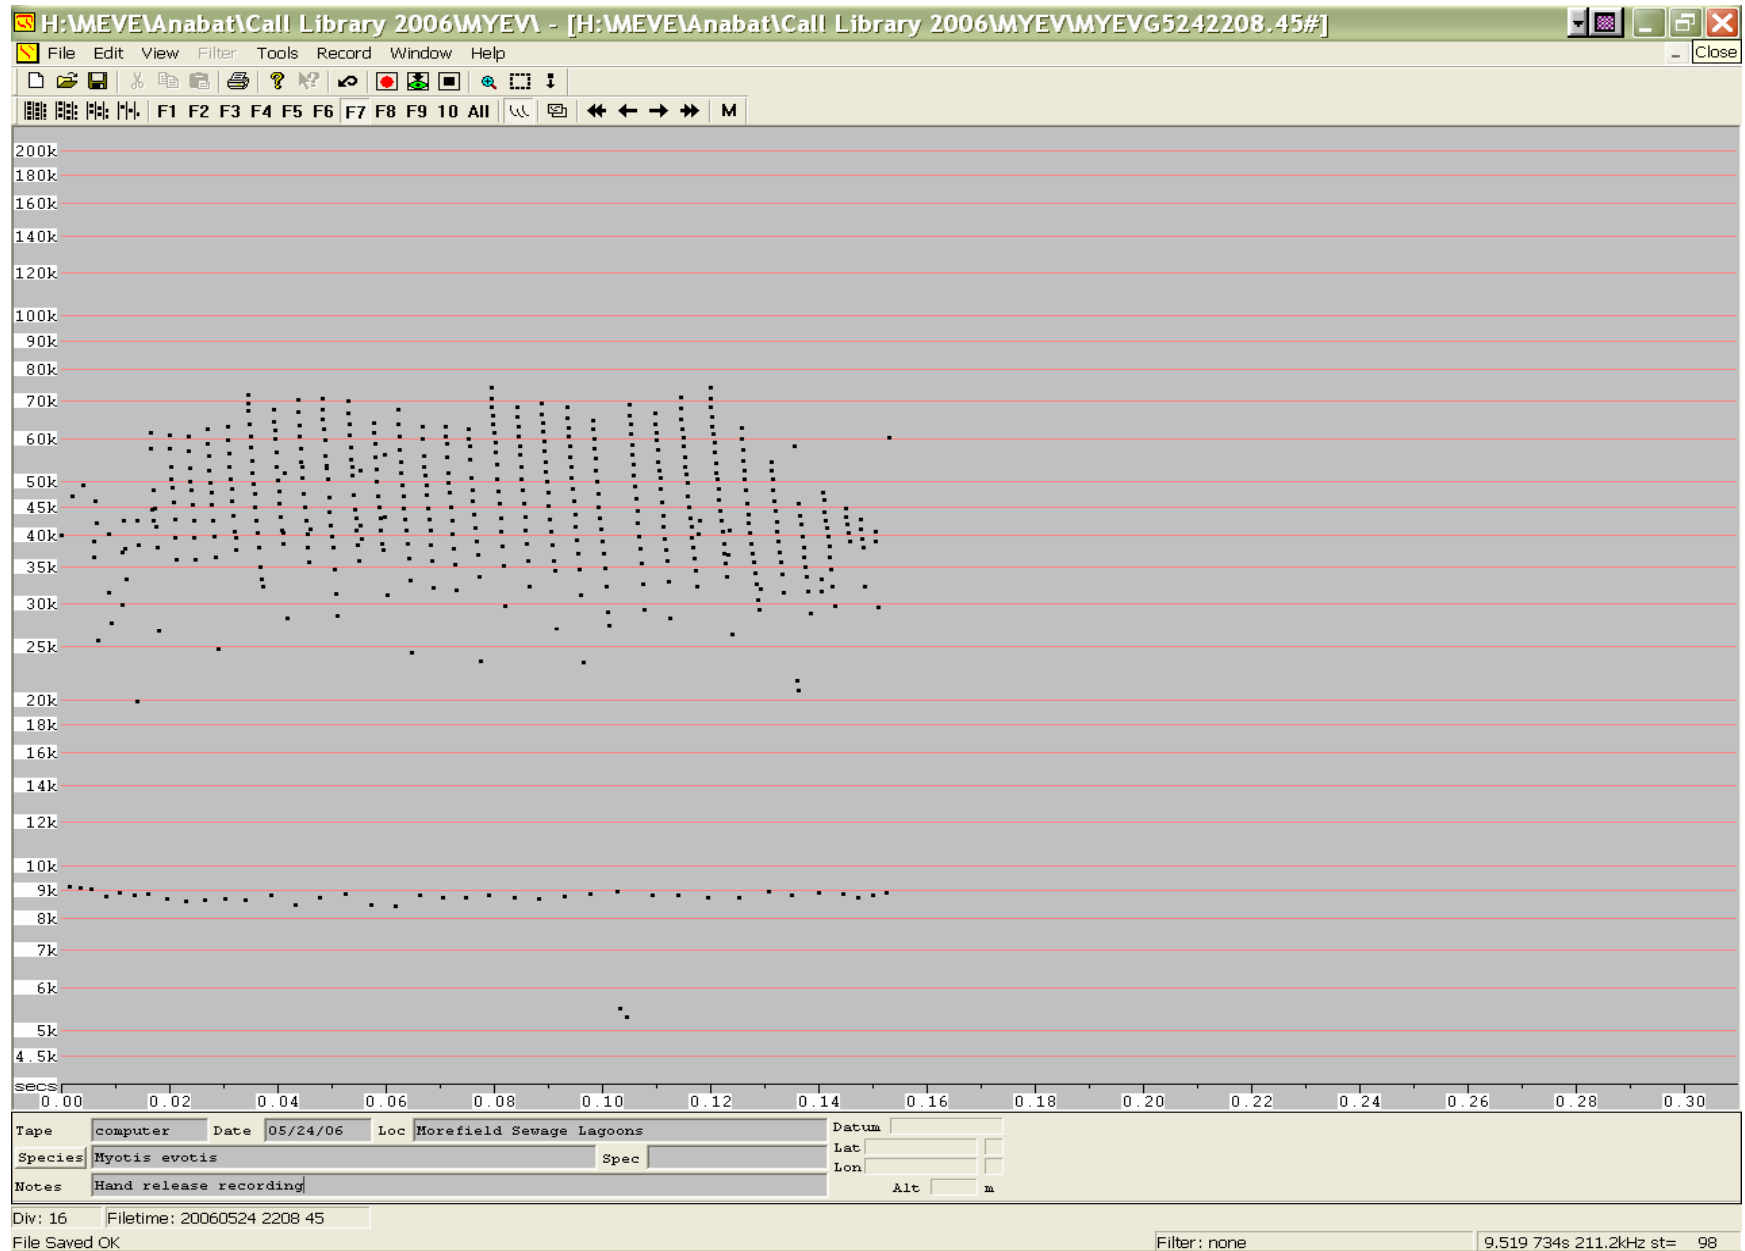 H:\MEVE\Anabat\Call Library 2006\MYEV\ - [H:\MEVE\Anabat\Call Library 2006\MYEV\MYEVG5242208.45#]
File Edit View Filter Tools Record Window Help
Close
F1 F2 F3 F4 F5 F6 F7 F8 F9 10 All M
200k
180k
160k
140k
120k
100k
90k
80k
70k
60k
50k
45k
40k
35k
30k
25k
20k
18k
16k
14k
12k
10k
9k
8k
7k
6k
5k
4.5k
secs
0.00 0.02 0.04 0.06 0.08 0.10 0.12 0.14 0.16 0.18 0.20 0.22 0.24 0.26 0.28 0.30
Tape computer Date 05/24/06 Loc Morefield Sewage Lagoons Datum
Species Myotis evotis Spec Lat
Lon
Notes Hand release recording Alt m
Div: 16 Filetime: 20060524 2208 45
File Saved OK Filter: none 9.519 734s 211.2kHz st= 98